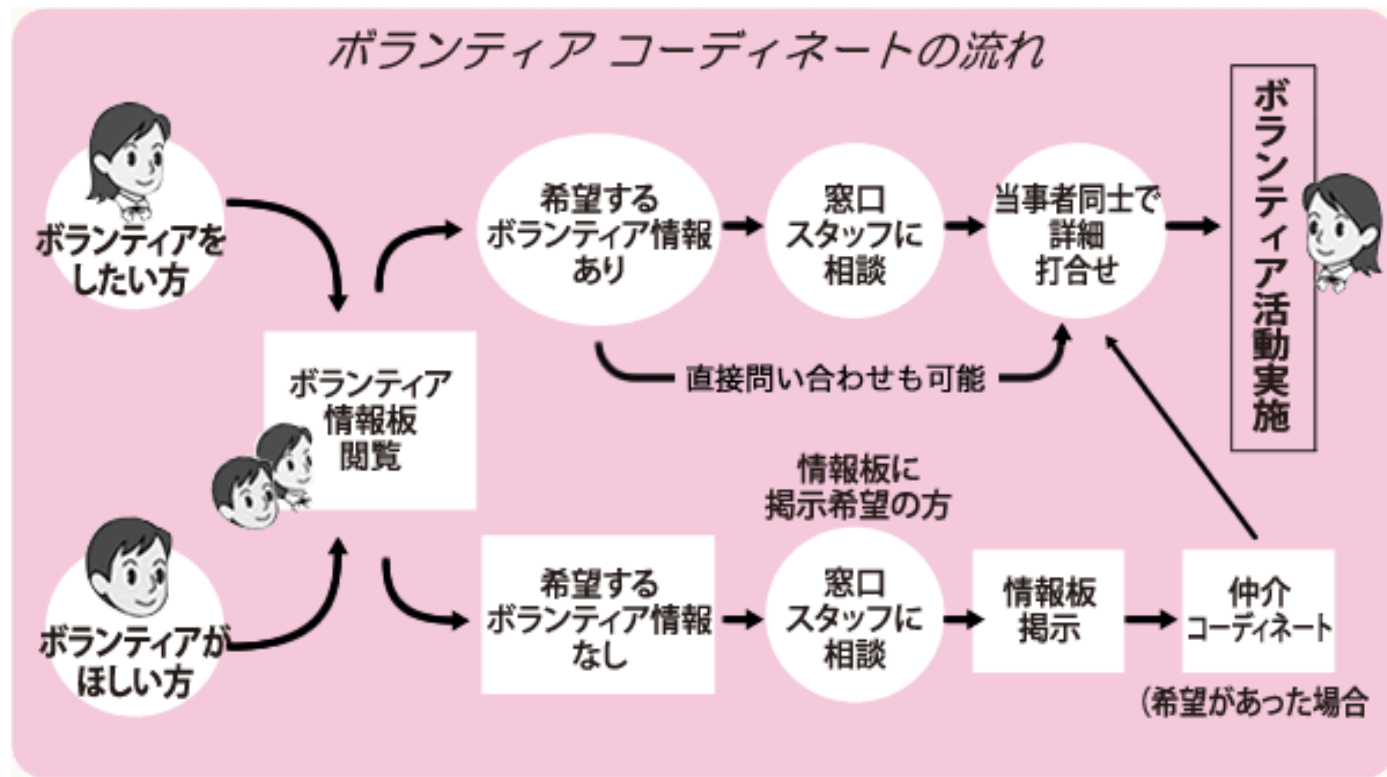 ボランティア コーディネートの流れ
ボランティアを
したい方
ボランティアが
ほしい方
ボランティア
情報板
閲覧
希望する
ボランティア情報
あり
窓口
スタッフに
相談
当事者同士で
詳細
打合せ
ボランティア活動実施
直接問い合わせも可能
希望する
ボランティア情報
なし
情報板に
掲示希望の方
窓口
スタッフに
相談
情報板
掲示
仲介
コーディネート
(希望があった場合